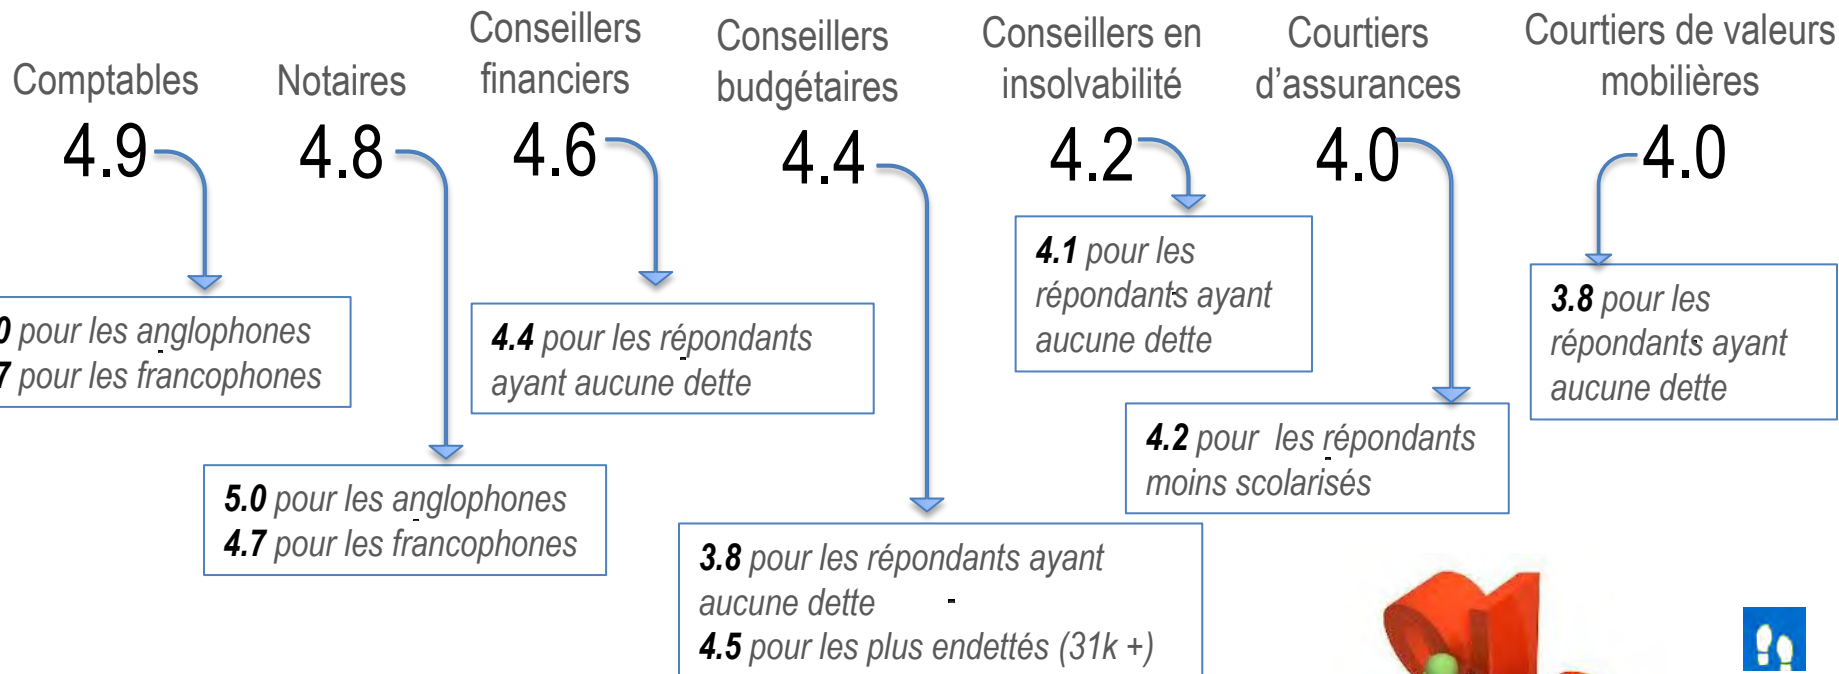 Comptables
4.9
Notaires
4.8
Conseillers
financiers
4.6
Conseillers
budgétaires
4.4
Conseillers en
insolvabilité
4.2
Courtiers
d'assurances
4.0
Courtiers de valeurs
mobilières
4.0
0 pour les anglophones
7 pour les francophones
5.0 pour les anglophones
4.7 pour les francophones
4.4 pour les répondants
ayant aucune dette
3.8 pour les répondants ayant
aucune dette
4.5 pour les plus endettés (31k +)
4.1 pour les
répondants ayant
aucune dette
4.2 pour les répondants
moins scolarisés
3.8 pour les
répondants ayant
aucune dette